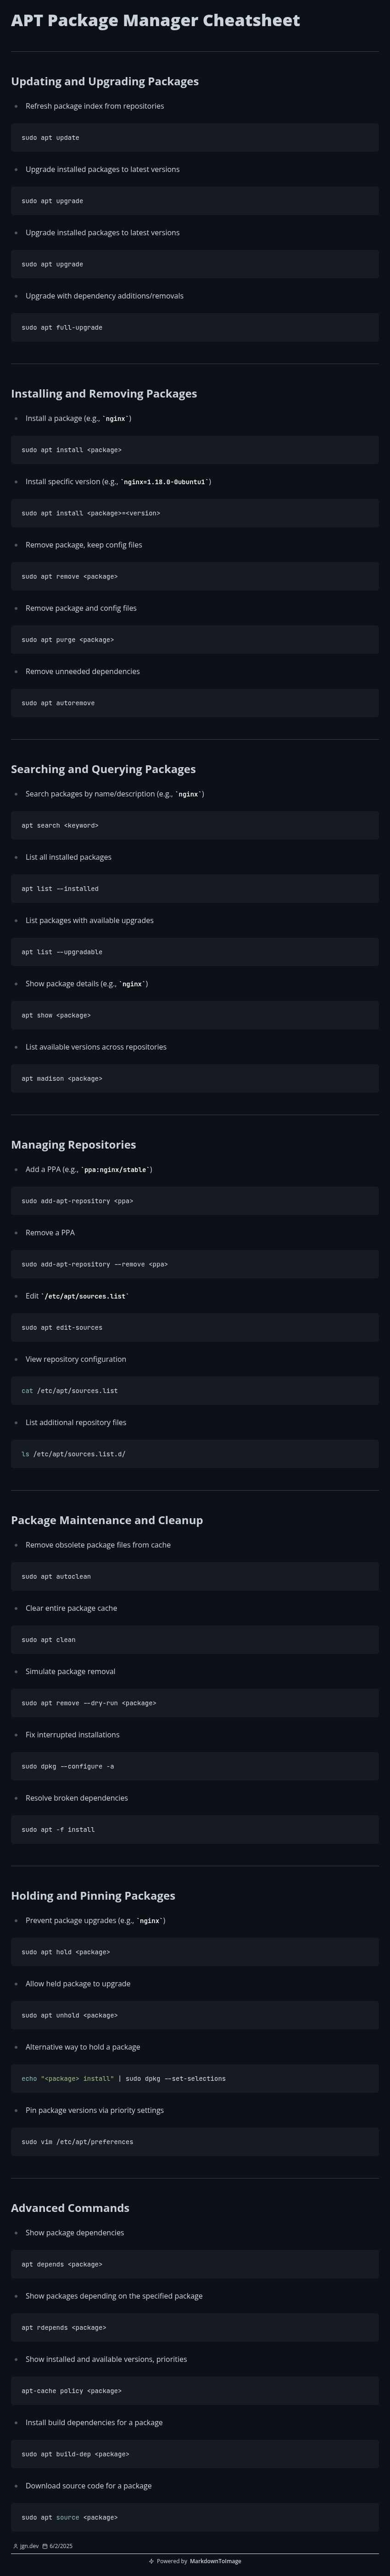 APT Package Manager Cheatsheet
Updating and Upgrading Packages
Refresh package index from repositories
sudo apt update
Upgrade installed packages to latest versions
sudo apt upgrade
Upgrade installed packages to latest versions
sudo apt upgrade
Upgrade with dependency additions/removals
sudo apt full-upgrade
Installing and Removing Packages
Install a package (e.g., `nginx`)
sudo apt install <package>
Install specific version (e.g., `nginx=1.18.0-0ubuntu1`)
sudo apt install <package>=<version>
Remove package, keep config files
sudo apt remove <package>
Remove package and config files
sudo apt purge <package>
Remove unneeded dependencies
sudo apt autoremove
Searching and Querying Packages
Search packages by name/description (e.g., `nginx`)
apt search <keyword>
List all installed packages
apt list --installed
List packages with available upgrades
apt list --upgradable
Show package details (e.g., `nginx`)
apt show <package>
List available versions across repositories
apt madison <package>
Managing Repositories
Add a PPA (e.g., `ppa:nginx/stable`)
sudo add-apt-repository <ppa>
Remove a PPA
sudo add-apt-repository --remove <ppa>
Edit `/etc/apt/sources.list`
sudo apt edit-sources
View repository configuration
cat /etc/apt/sources.list
List additional repository files
ls /etc/apt/sources.list.d/
Package Maintenance and Cleanup
Remove obsolete package files from cache
sudo apt autoclean
Clear entire package cache
sudo apt clean
Simulate package removal
sudo apt remove --dry-run <package>
Fix interrupted installations
sudo dpkg --configure -a
Resolve broken dependencies
sudo apt -f install
Holding and Pinning Packages
Prevent package upgrades (e.g., `nginx`)
sudo apt hold <package>
Allow held package to upgrade
sudo apt unhold <package>
Alternative way to hold a package
echo "<package> install" | sudo dpkg --set-selections
Pin package versions via priority settings
sudo vim /etc/apt/preferences
Advanced Commands
Show package dependencies
apt depends <package>
Show packages depending on the specified package
apt rdepends <package>
Show installed and available versions, priorities
apt-cache policy <package>
Install build dependencies for a package
sudo apt build-dep <package>
Download source code for a package
sudo apt source <package>
jgn.dev 6/2/2025
Powered by MarkdownToImage